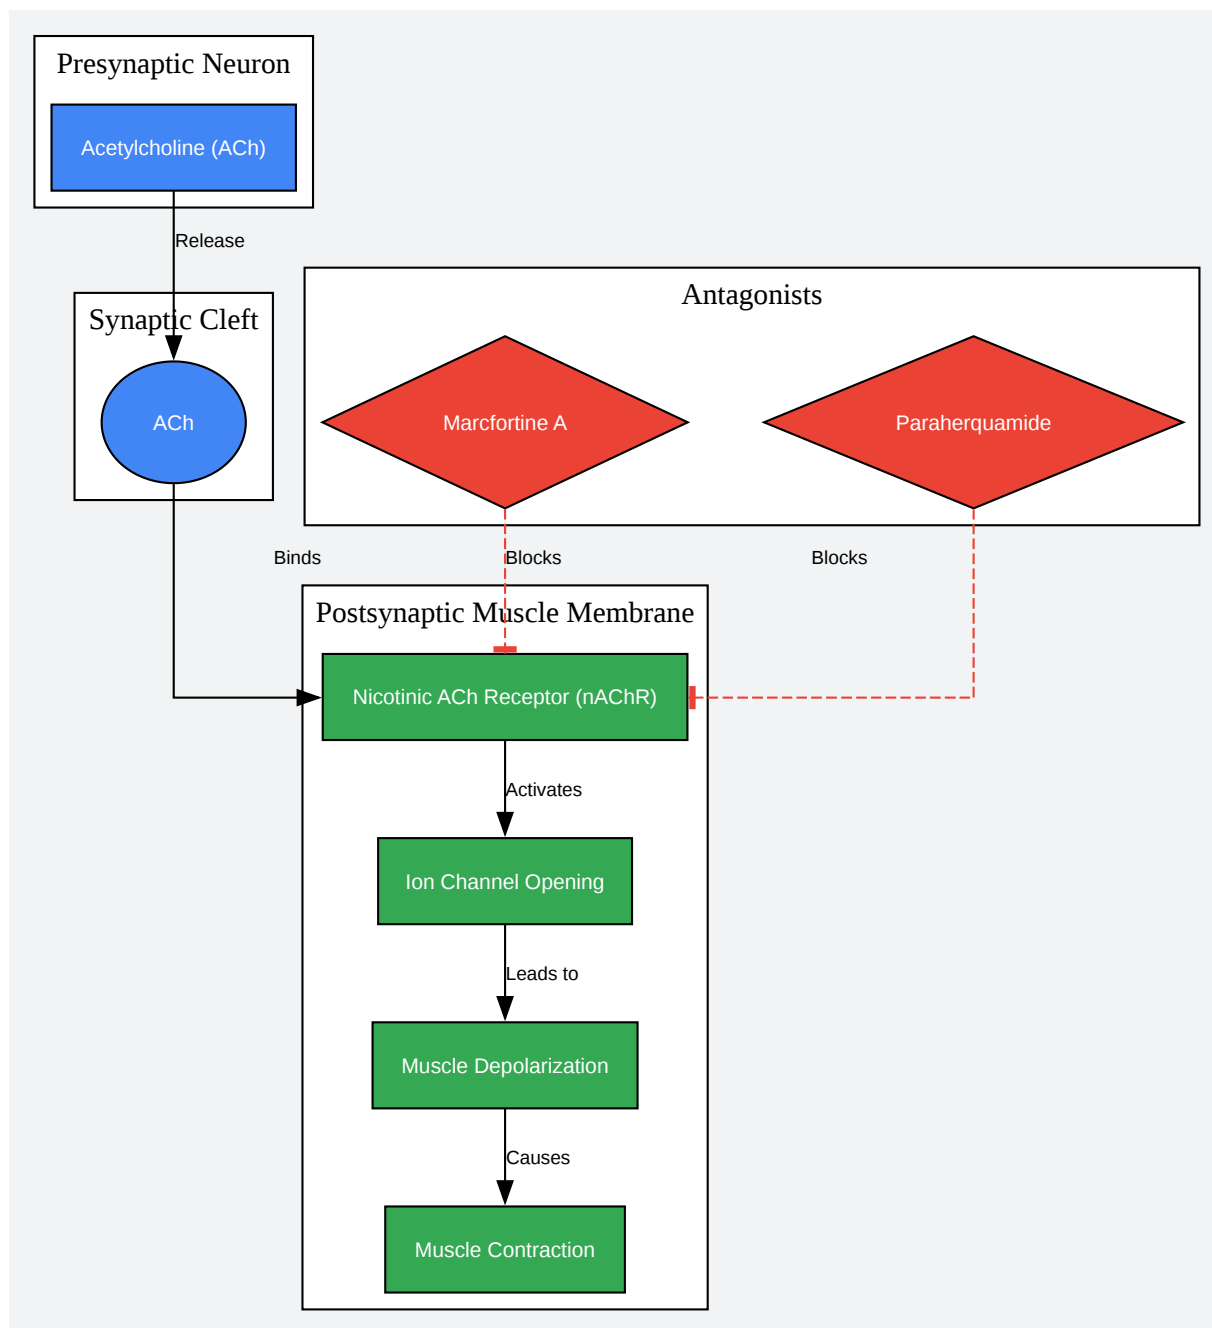 Presynaptic Neuron
Acetylcholine (ACh)
Release
Synaptic Cleft
ACh
Antagonists
Marcfortine A
Paraherquamide
Binds
Blocks
Blocks
Postsynaptic Muscle Membrane
Nicotinic ACh Receptor (nAChR)
Activates
Ion Channel Opening
Leads to
Muscle Depolarization
Causes
Muscle Contraction